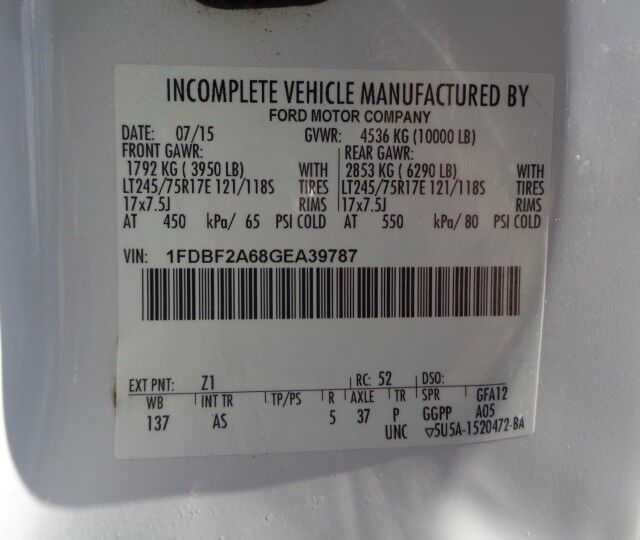 INCOMPLETE VEHICLE MANUFACTURED BY
FORD MOTOR COMPANY
DATE: 07/15 GVWR: 4536 KG (10000 LB)
FRONT GAWR: REAR GAWR:
1792 KG ( 3950 LB) WITH 2853 KG ( 6290 LB) WITH
LT245/75R17E 121/118S TIRES LT245/75R17E 121/118S TIRES
17x7.5J RIMS 17x7.5J RIMS
AT 450 kPa/ 65 PSI COLD AT 550 kPa/ 80 PSI COLD
VIN: 1FDBF2A68GEA39787
EXT PNT: Z1 RC: 52 DSO:
WB INT TR TP/PS R AXLE TR SPR GFA12
137 AS 5 37 P GGPP A05
UNC ▽5U5A-1520472-BA